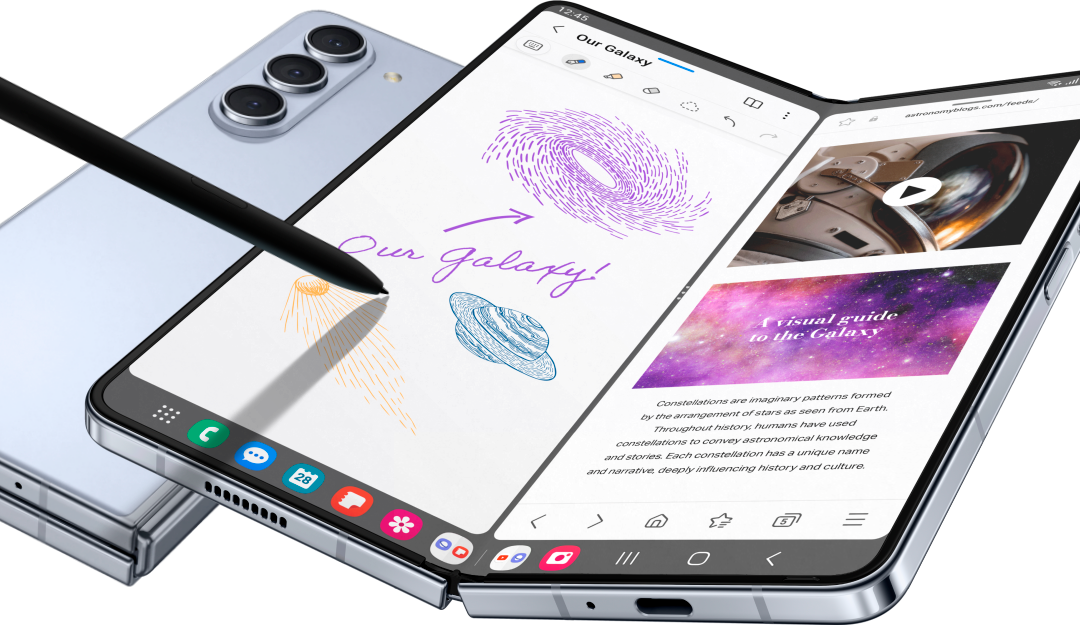 12:45
Our Galaxy
Our Galaxy!
28
astronomyblogs.com/feeds/
A visual guide
to the Galaxy
Constellations are imaginary patterns formed
by the arrangement of stars as seen from Earth.
Throughout history, humans have used
constellations to convey astronomical knowledge
and stories. Each constellation has a unique name
and narrative, deeply influencing history and culture.
5